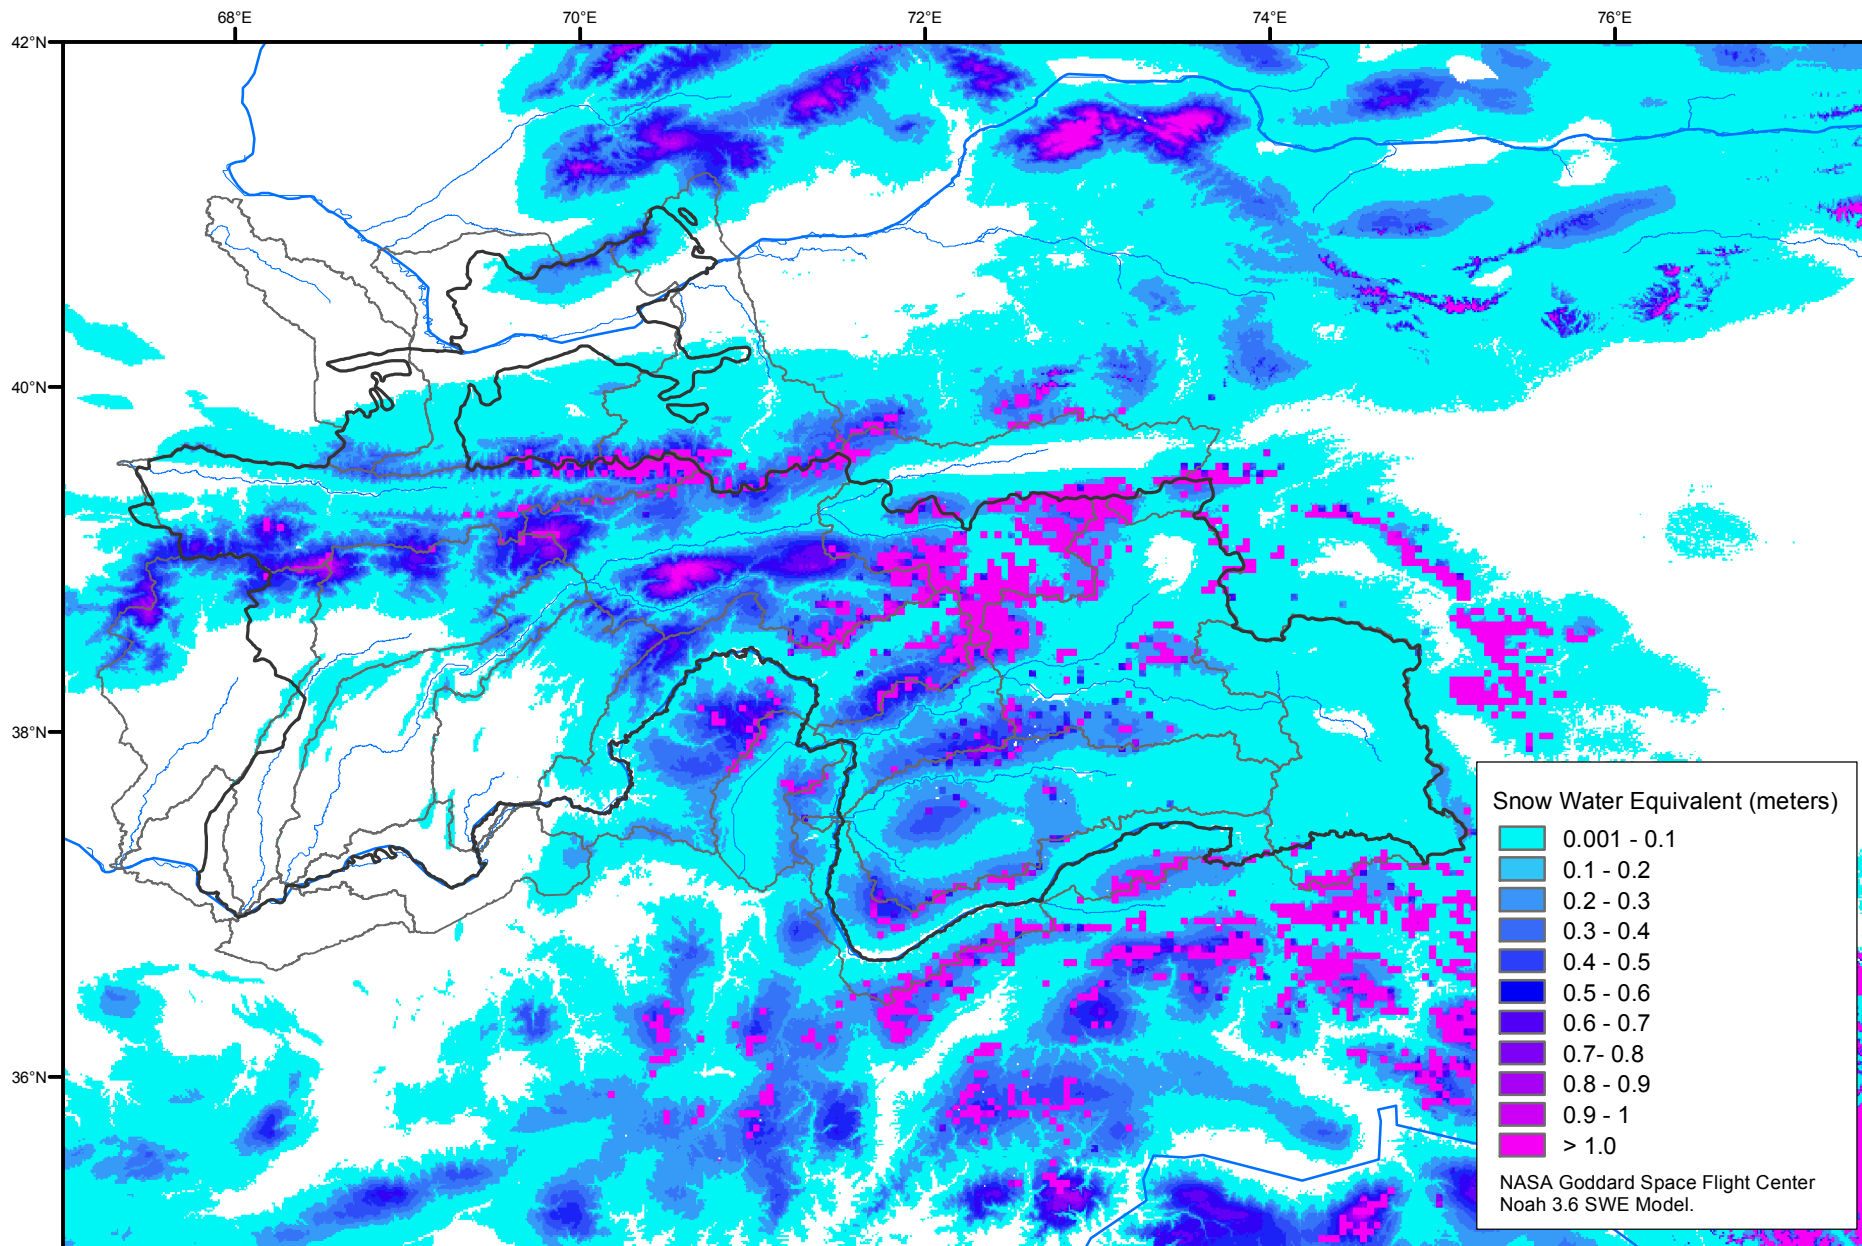 68°E 70°E 72°E 74°E 76°E
42°N
40°N
38°N
36°N
Snow Water Equivalent (meters)
0.001 - 0.1
0.1 - 0.2
0.2 - 0.3
0.3 - 0.4
0.4 - 0.5
0.5 - 0.6
0.6 - 0.7
0.7- 0.8
0.8 - 0.9
0.9 - 1
> 1.0
NASA Goddard Space Flight Center
Noah 3.6 SWE Model.